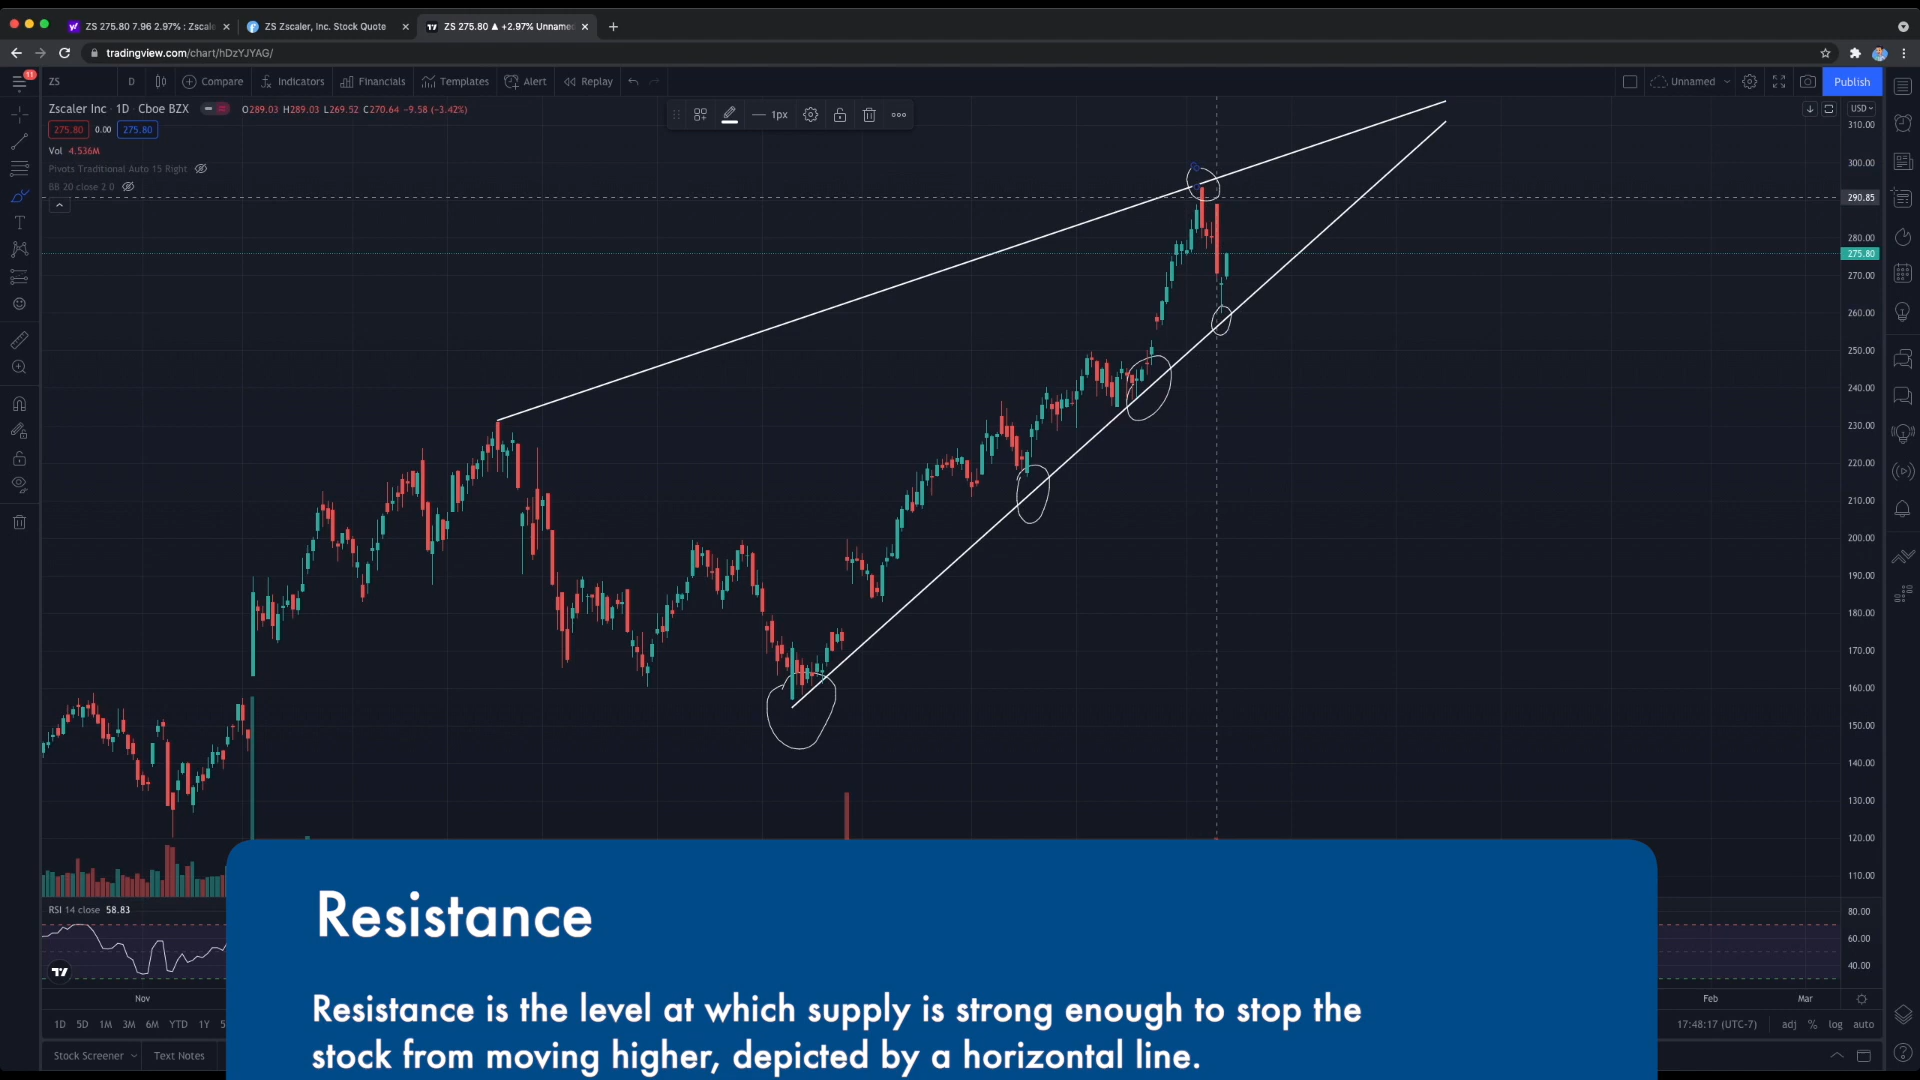 ZS 275.80 7.96 2.97% : Zscale
ZS Zscaler, Inc. Stock Quote
ZS 275.80 ▲ +2.97% Unname
tradingview.com/chart/hDzYJYAG/
11
ZS
D
Compare
Indicators
Financials
Templates
Alert
Replay
Unnamed
Publish
Zscaler Inc · 1D · Cboe BZX
O289.03 H289.03 L269.52 C270.64 −9.58 (−3.42%)
275.80 0.00 275.80
Vol 4.536M
Pivots Traditional Auto 15 Right
BB 20 close 2 0
1px
USD
310.00
300.00
290.85
280.00
275.80
270.00
260.00
250.00
240.00
230.00
220.00
210.00
200.00
190.00
180.00
170.00
160.00
150.00
140.00
130.00
120.00
110.00
RSI 14 close 58.83
80.00
60.00
40.00
Nov
Feb
Mar
1D 5D 1M 3M 6M YTD 1Y 5
17:48:17 (UTC-7)
adj % log auto
Stock Screener
Text Notes
Resistance
Resistance is the level at which supply is strong enough to stop the
stock from moving higher, depicted by a horizontal line.